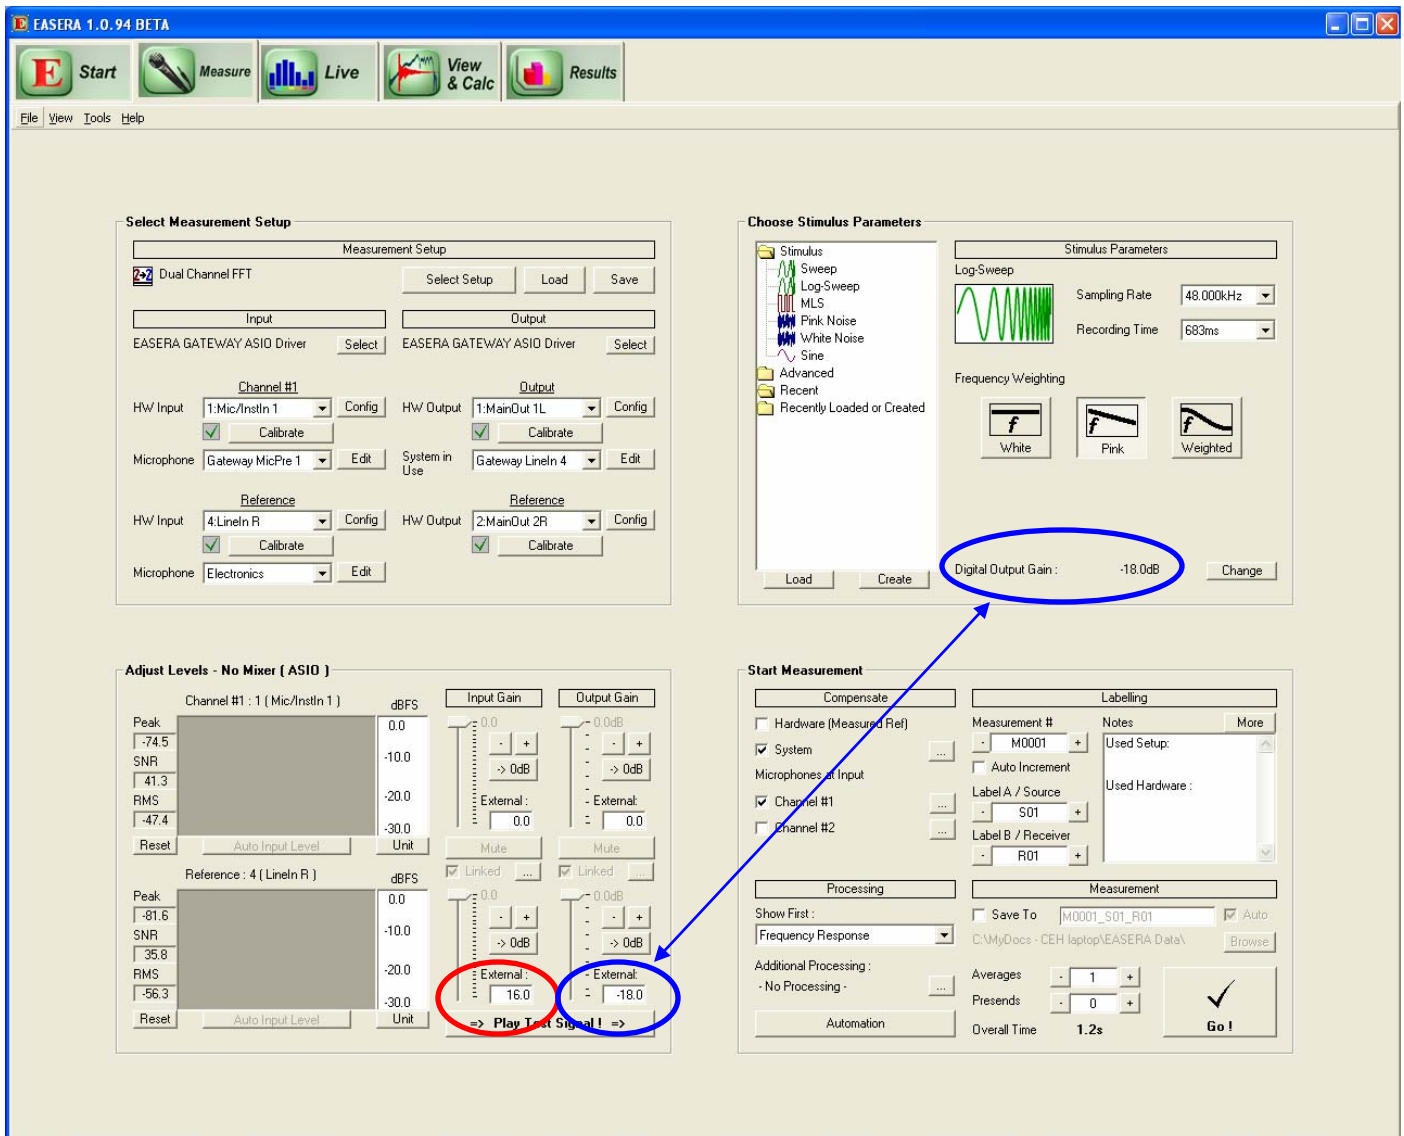 EASERA 1.0.94 BETA
Start
Measure
Live
View & Calc
Results
File View Tools Help
Select Measurement Setup
Measurement Setup
Dual Channel FFT
Select Setup
Load
Save
Input
Output
EASERA GATEWAY ASIO Driver
Select
EASERA GATEWAY ASIO Driver
Select
Channel #1
Output
HW Input 1:Mic/InstIn 1 Config
HW Output 1:MainOut 1L Config
Calibrate
Calibrate
Microphone Gateway MicPre 1 Edit
System in Use Gateway LineIn 4 Edit
Reference
Reference
HW Input 4:LineIn R Config
HW Output 2:MainOut 2R Config
Calibrate
Calibrate
Microphone Electronics Edit
Choose Stimulus Parameters
Stimulus
Sweep
Log-Sweep
MLS
Pink Noise
White Noise
Sine
Advanced
Recent
Recently Loaded or Created
Load
Create
Stimulus Parameters
Log-Sweep
Sampling Rate 48.000kHz
Recording Time 683ms
Frequency Weighting
f
White
f
Pink
f
Weighted
Digital Output Gain : -18.0dB
Change
Adjust Levels - No Mixer ( ASIO )
Channel #1 : 1 ( Mic/InstIn 1 )
dBFS
Peak
-74.5
SNR
41.3
RMS
-47.4
Reset
Auto Input Level
0.0
-10.0
-20.0
-30.0
Unit
Input Gain
0.0
- +
-> 0dB
External :
0.0
Mute
Linked ...
Output Gain
0.0dB
- +
-> 0dB
External:
0.0
Mute
Linked ...
Reference : 4 ( LineIn R )
dBFS
Peak
-81.6
SNR
35.8
RMS
-56.3
Reset
Auto Input Level
0.0
-10.0
-20.0
-30.0
Unit
0.0
- +
-> 0dB
External :
16.0
0.0dB
- +
-> 0dB
External:
-18.0
=> Play Test Signal ! =>
Start Measurement
Compensate
Hardware (Measured Ref)
System ...
Microphones at Input
Channel #1 ...
Channel #2 ...
Labelling
Measurement #
- M0001 +
Auto Increment
Label A / Source
- S01 +
Label B / Receiver
- R01 +
Notes
More
Used Setup:
Used Hardware :
Processing
Show First :
Frequency Response
Additional Processing :
- No Processing - ...
Automation
Measurement
Save To M0001_S01_R01 Auto
C:\MyDocs - CEH laptop\EASERA Data\ Browse
Averages - 1 +
Presends - 0 +
Overall Time 1.2s
Go !